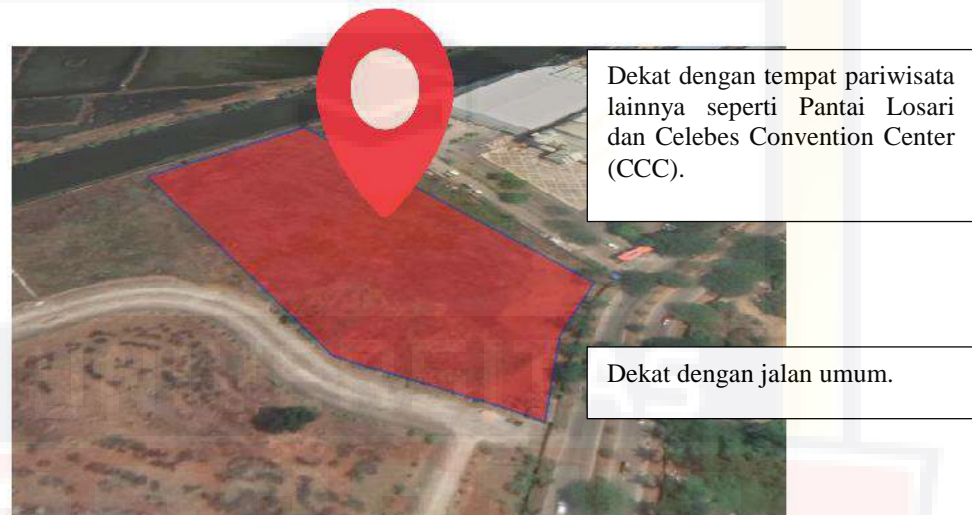 Dekat dengan tempat pariwisata
lainnya seperti Pantai Losari
dan Celebes Convention Center
(CCC).
Dekat dengan jalan umum.